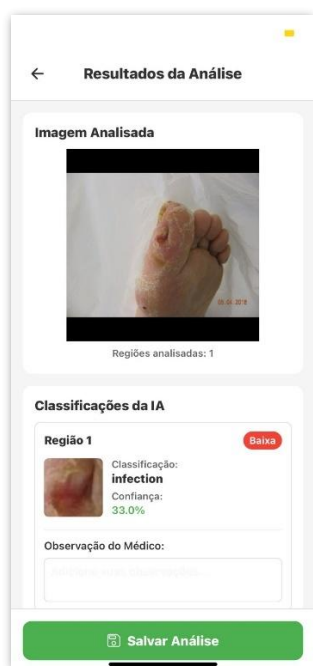 Resultados da Análise
Imagem Analisada
Regiões analisadas: 1
Classificações da IA
Região 1
Baixa
Classificação:
infection
Confiança:
33.0%
Observação do Médico:
Salvar Análise